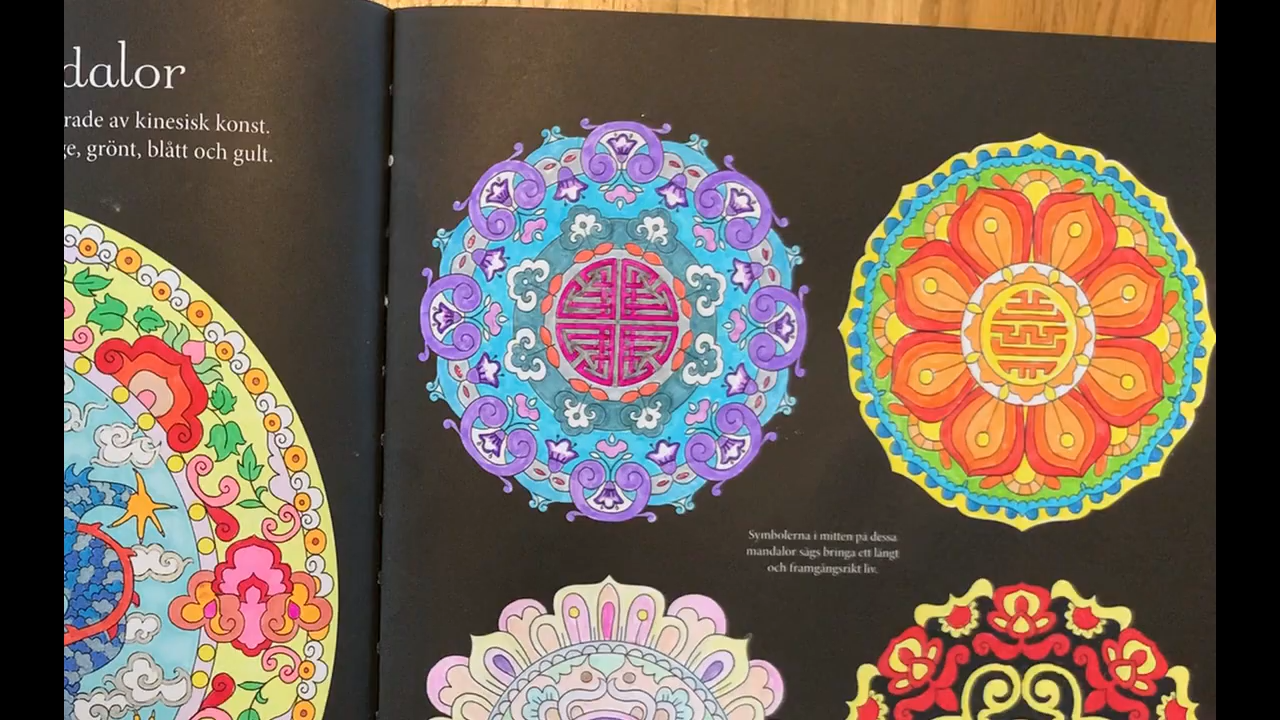 dalor
rade av kinesisk konst.
ge, grönt, blått och gult.
Symbolerna i mitten på dessa
mandalor sägs bringa ett långt
och framgångsrikt liv.